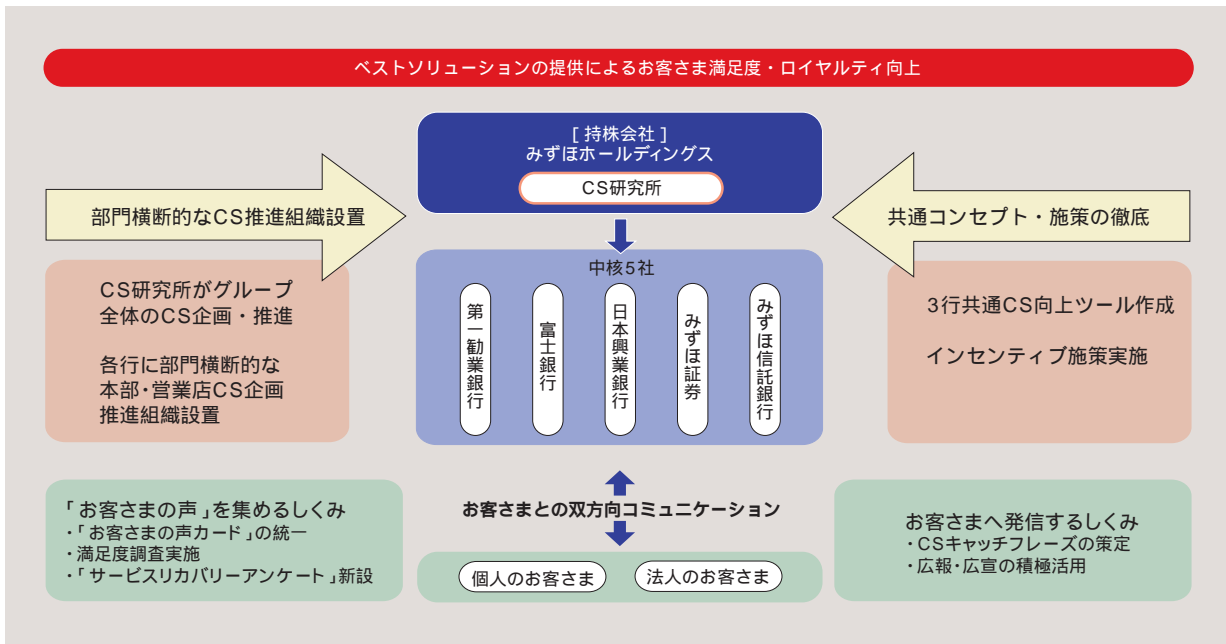 ベストソリューションの提供によるお客さま満足度・ロイヤルティ向上
[ 持株会社 ]
みずほホールディングス
CS研究所
部門横断的なCS推進組織設置
共通コンセプト・施策の徹底
CS研究所がグループ
全体のCS企画・推進
各行に部門横断的な
本部・営業店CS企画
推進組織設置
中核5社
第一勧業銀行
富士銀行
日本興業銀行
みずほ証券
みずほ信託銀行
3行共通CS向上ツール作成
インセンティブ施策実施
「お客さまの声」を集めるしくみ
・「お客さまの声カード」の統一
・満足度調査実施
・「サービスリカバリーアンケート」新設
お客さまとの双方向コミュニケーション
個人のお客さま
法人のお客さま
お客さまへ発信するしくみ
・CSキャッチフレーズの策定
・広報・広宣の積極活用